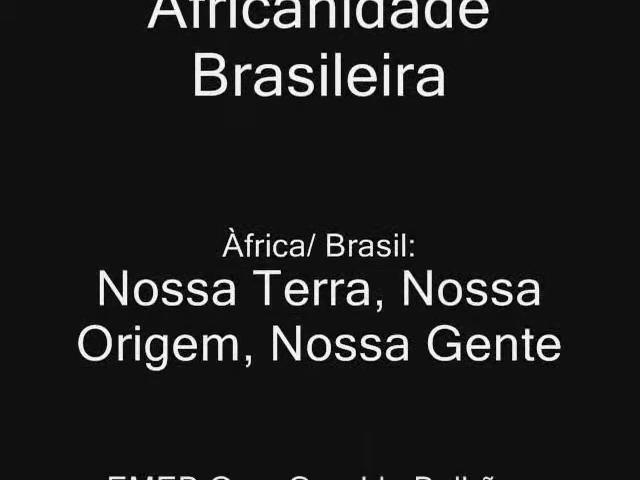 Africanidade
Brasileira
Àfrica/ Brasil:
Nossa Terra, Nossa
Origem, Nossa Gente